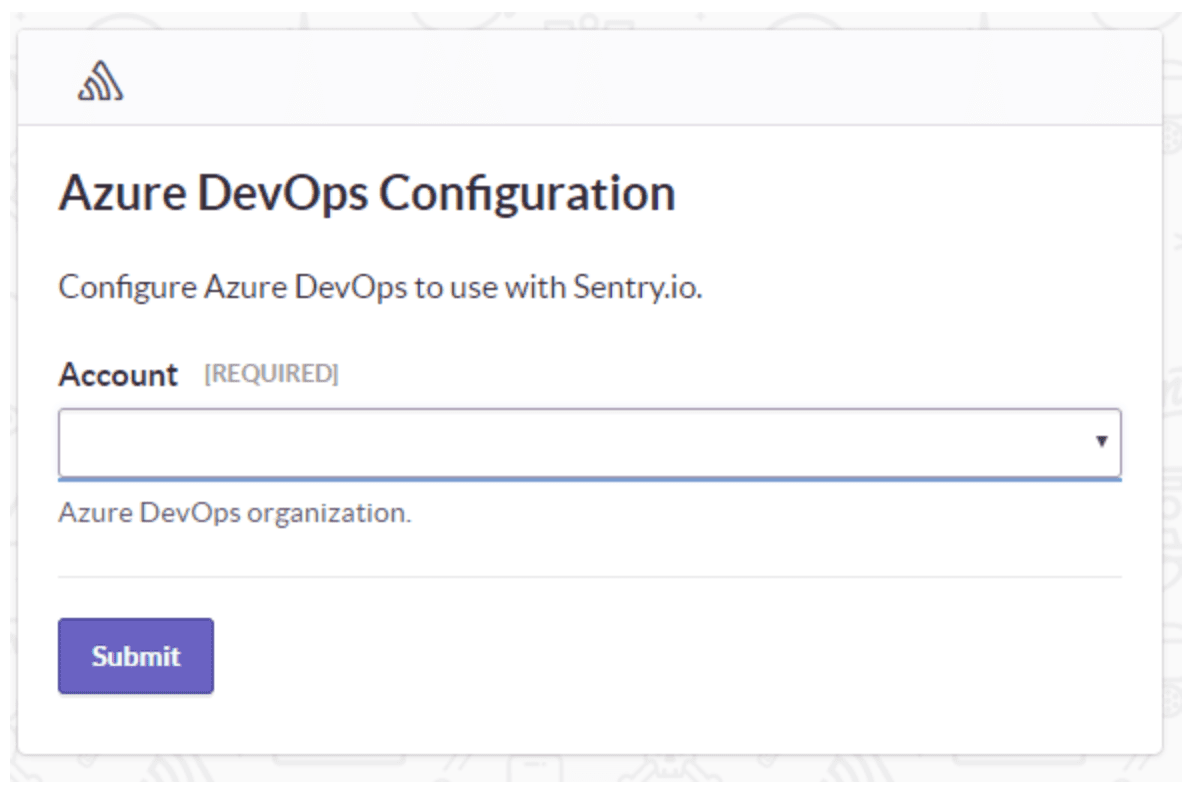 Azure DevOps Configuration
Configure Azure DevOps to use with Sentry.io.
Account [REQUIRED]
Azure DevOps organization.
Submit